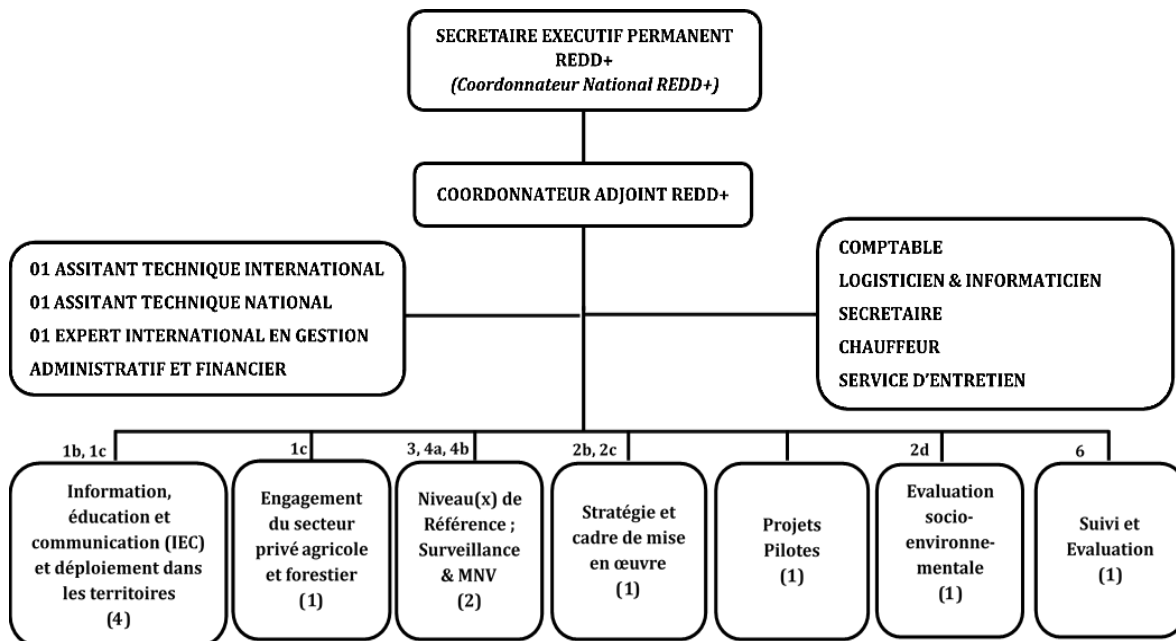 SECRETAIRE EXECUTIF PERMANENT
REDD+
(Coordonnateur National REDD+)
COORDONNATEUR ADJOINT REDD+
01 ASSITANT TECHNIQUE INTERNATIONAL
01 ASSITANT TECHNIQUE NATIONAL
01 EXPERT INTERNATIONAL EN GESTION
ADMINISTRATIF ET FINANCIER
COMPTABLE
LOGISTICIEN & INFORMATICIEN
SECRETAIRE
CHAUFFEUR
SERVICE D'ENTRETIEN
1b, 1c
Information,
éducation et
communication (IEC)
et déploiement dans
les territoires
(4)
1c
Engagement
du secteur
privé agricole
et forestier
(1)
3, 4a, 4b
Niveau(x) de
Référence ;
Surveillance
& MNV
(2)
2b, 2c
Stratégie et
cadre de mise
en œuvre
(1)
Projets
Pilotes
(1)
2d
Evaluation
socio-
environne-
mentale
(1)
6
Suivi et
Evaluation
(1)